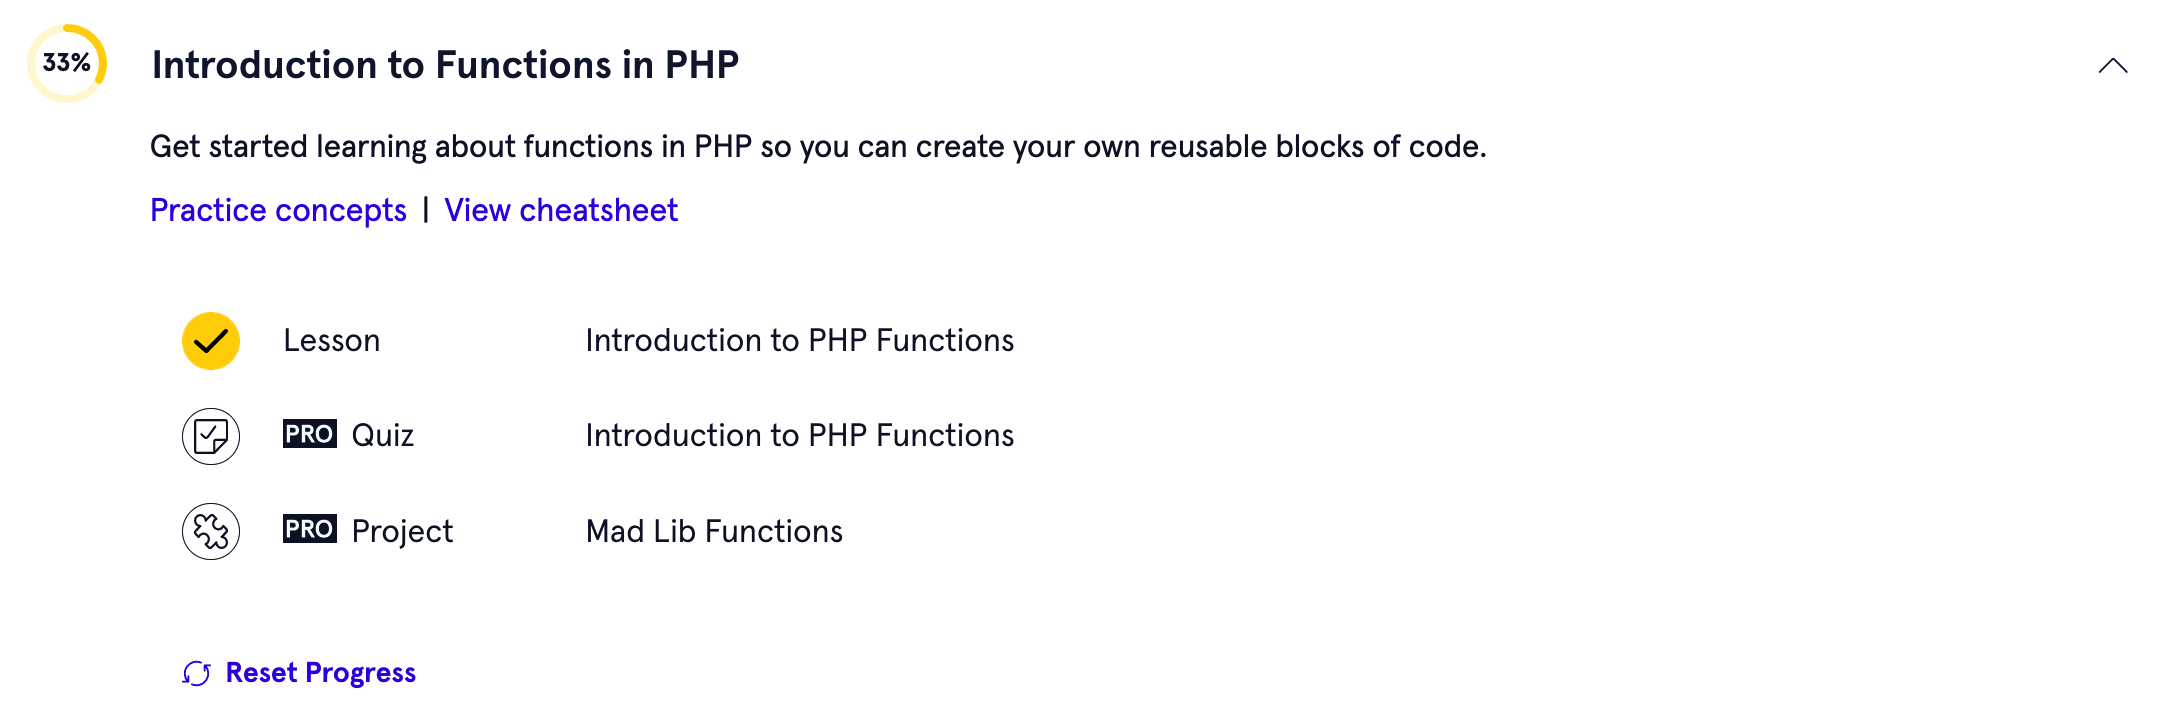 33%
Introduction to Functions in PHP
Get started learning about functions in PHP so you can create your own reusable blocks of code.
Practice concepts | View cheatsheet
Lesson Introduction to PHP Functions
PRO Quiz Introduction to PHP Functions
PRO Project Mad Lib Functions
Reset Progress